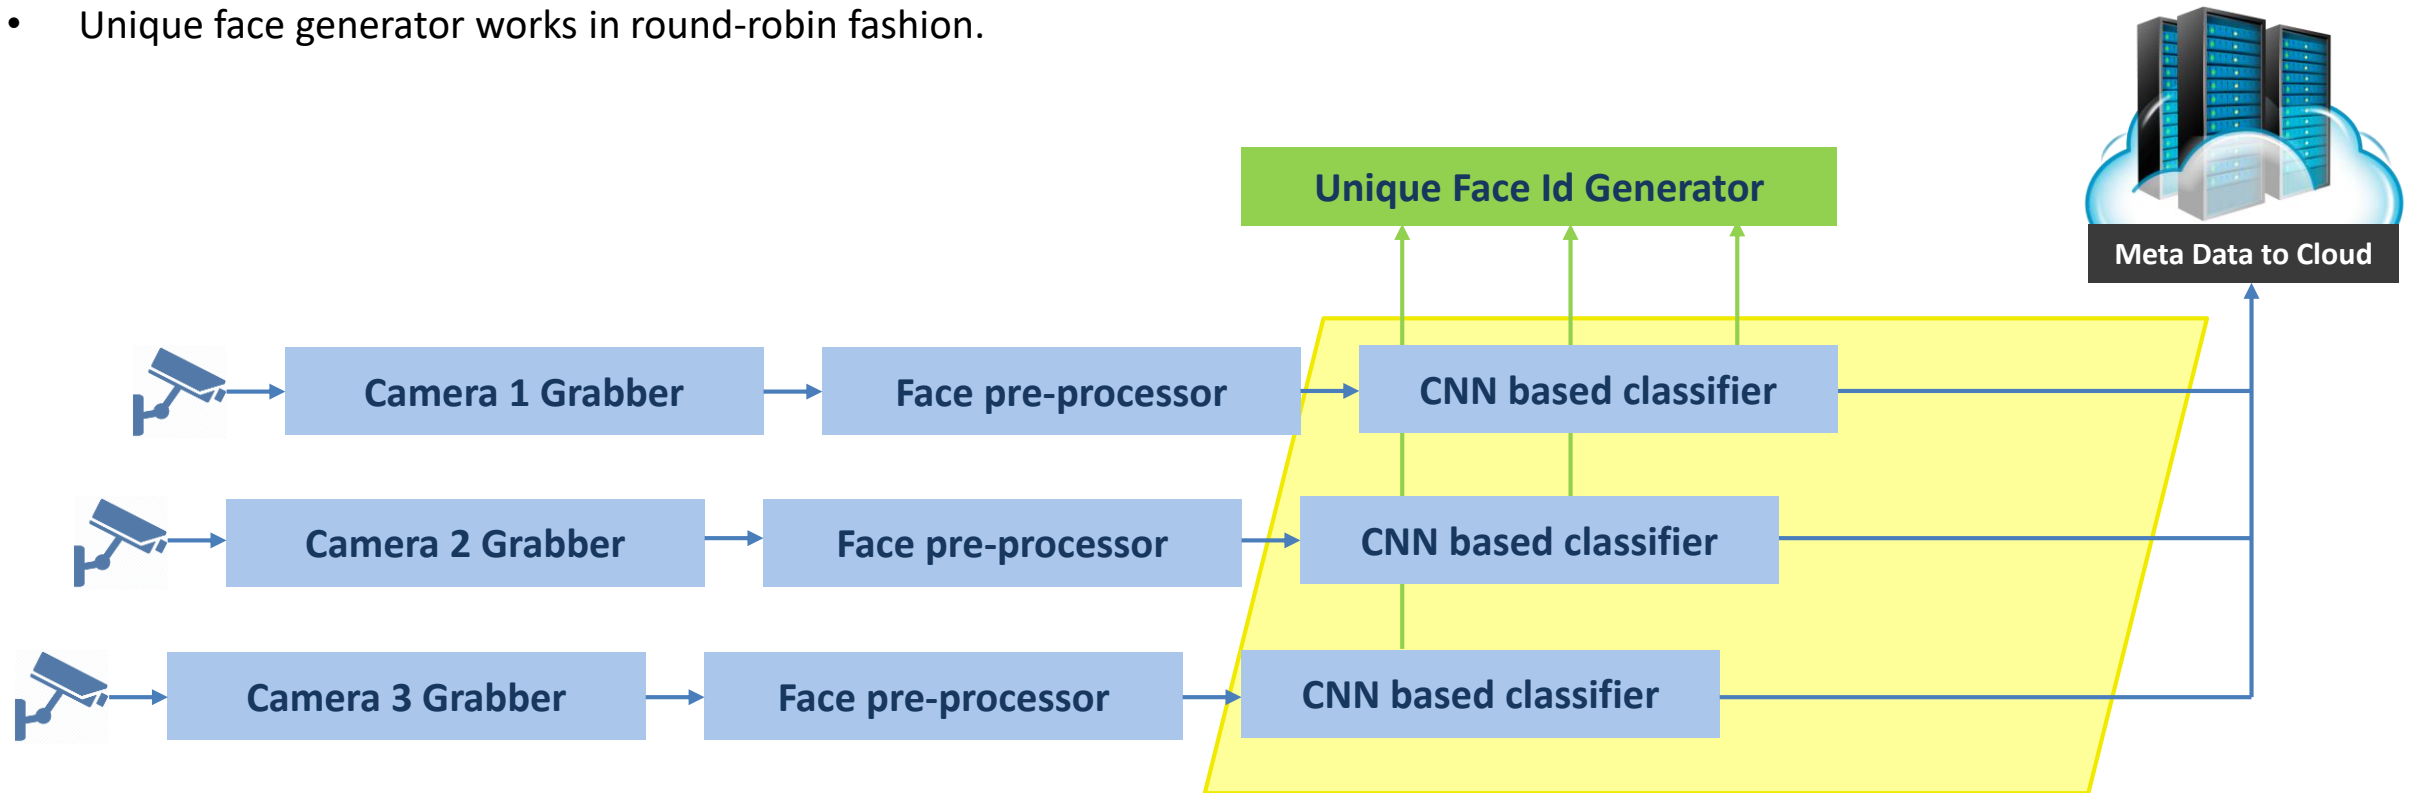 • Unique face generator works in round-robin fashion.
Unique Face Id Generator
Meta Data to Cloud
Camera 1 Grabber
Face pre-processor
CNN based classifier
Camera 2 Grabber
Face pre-processor
CNN based classifier
Camera 3 Grabber
Face pre-processor
CNN based classifier